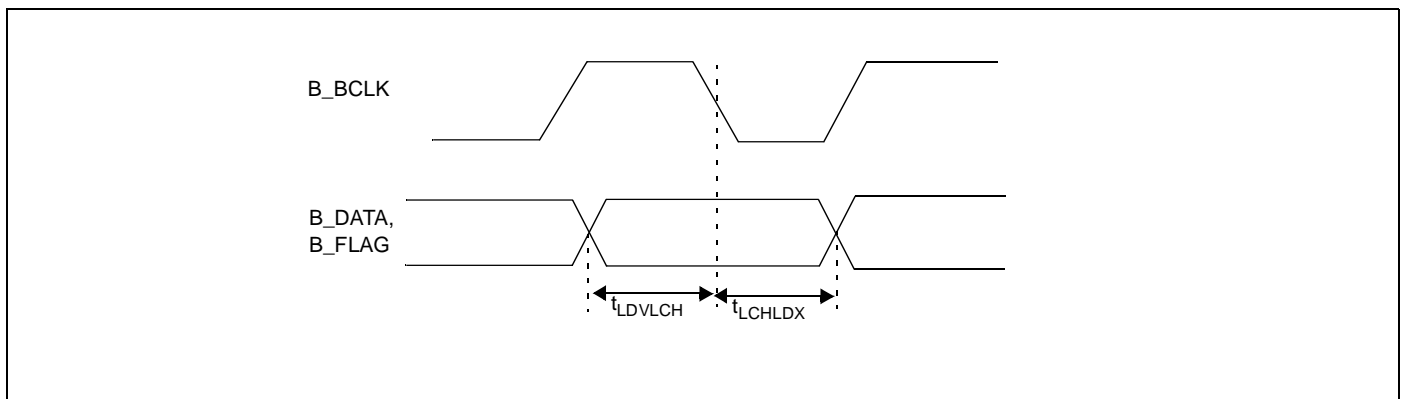 B_BCLK
B_DATA,
B_FLAG
tLDVLCH tLCHLDX